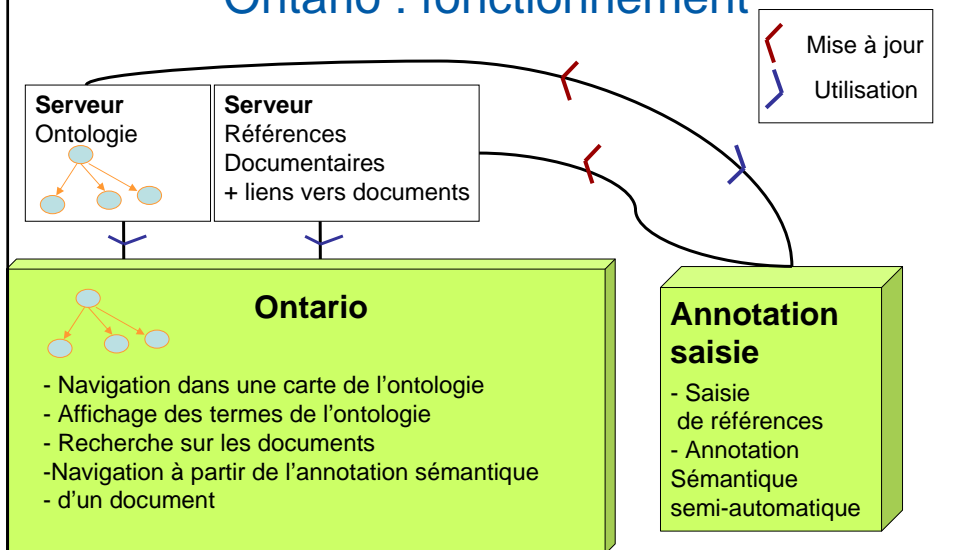 Ontario : fonctionnement
Mise à jour
Utilisation
Serveur
Ontologie
Serveur
Références
Documentaires
+ liens vers documents
Ontario
- Navigation dans une carte de l’ontologie
- Affichage des termes de l’ontologie
- Recherche sur les documents
-Navigation à partir de l’annotation sémantique
- d’un document
Annotation
saisie
- Saisie
de références
- Annotation
Sémantique
semi-automatique